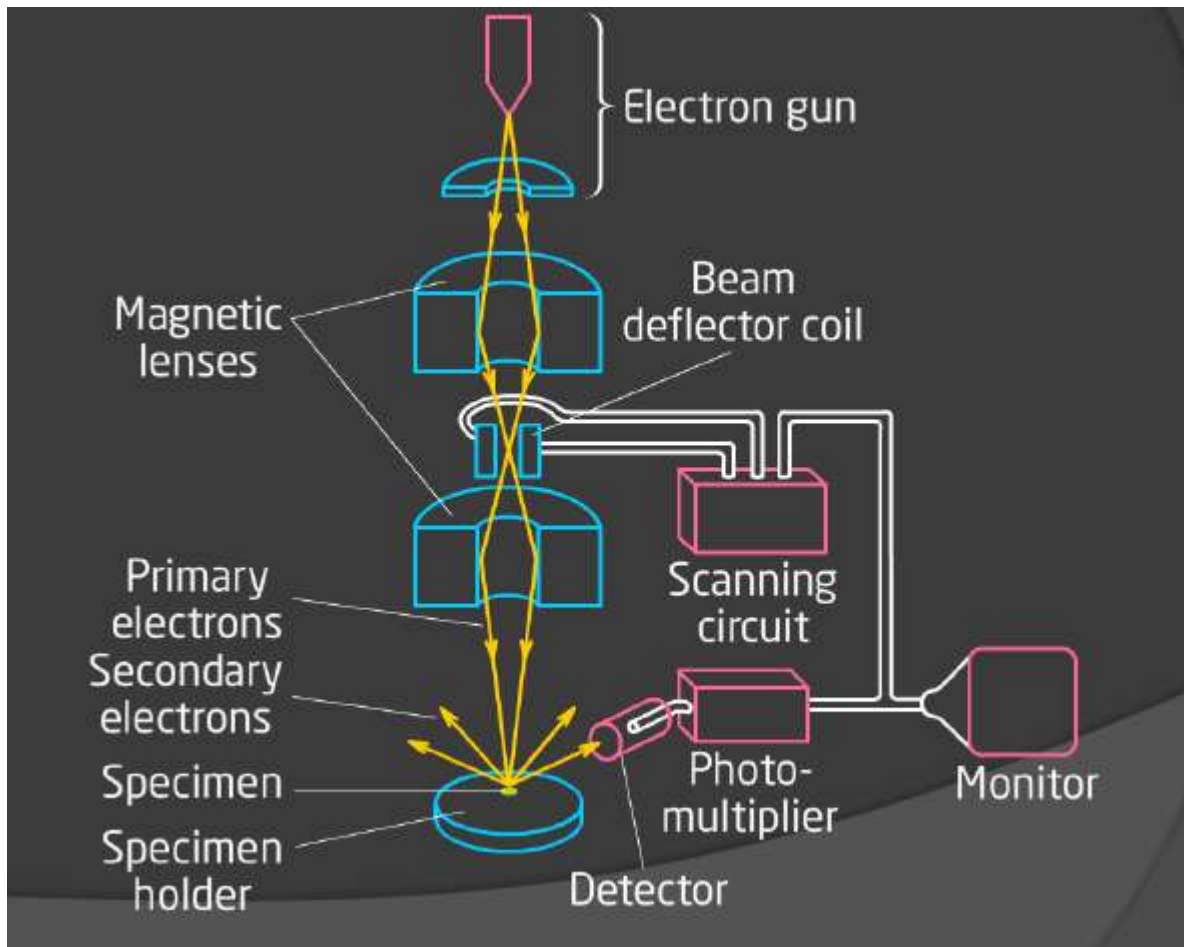 Electron gun
Magnetic
lenses
Beam
deflector coil
Primary
electrons
Scanning
circuit
Secondary
electrons
Specimen
Photo-
multiplier
Monitor
Specimen
holder
Detector